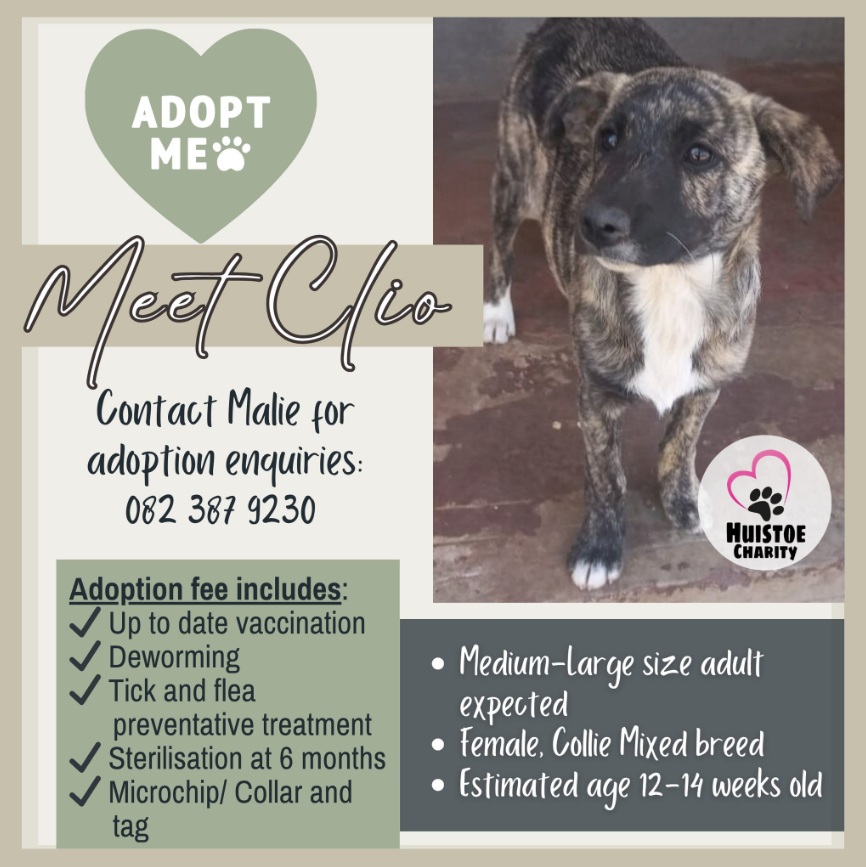 ADOPT
ME
Meet Clio
Contact Malie for
adoption enquiries:
082 387 9230
HUISTOE
CHARITY
Adoption fee includes:
Up to date vaccination
Deworming
Tick and flea
preventative treatment
Sterilisation at 6 months
Microchip/ Collar and
tag
• Medium-Large size adult
expected
• Female, Collie Mixed breed
• Estimated age 12-14 weeks old